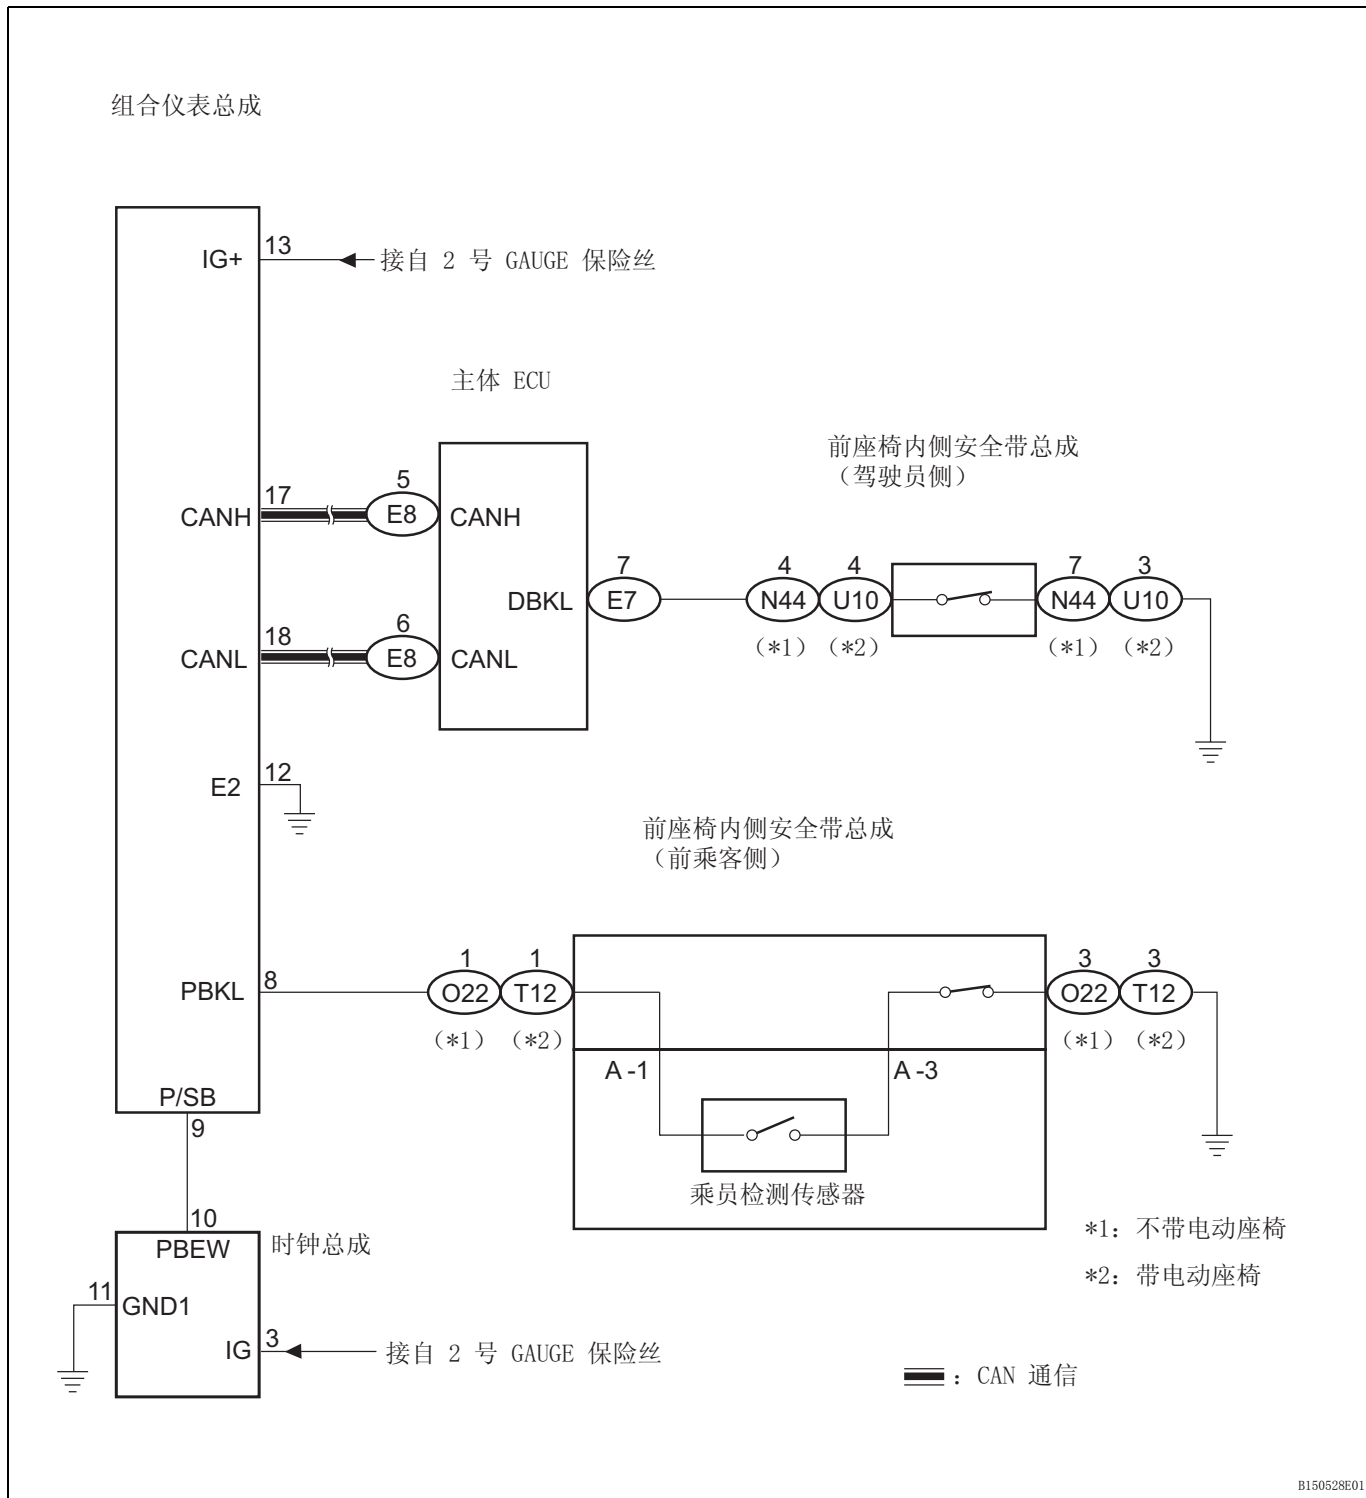 组合仪表总成
IG+
13
接自 2 号 GAUGE 保险丝
主体 ECU
前座椅内侧安全带总成
（驾驶员侧）
CANH
17
5
E8
CANH
DBKL
7
E7
4
N44
（*1）
4
U10
（*2）
7
N44
（*1）
3
U10
（*2）
CANL
18
6
E8
CANL
E2
12
前座椅内侧安全带总成
（前乘客侧）
PBKL
8
1
O22
（*1）
1
T12
（*2）
3
O22
（*1）
3
T12
（*2）
A -1
A -3
乘员检测传感器
P/SB
9
10
PBEW
时钟总成
11
GND1
IG
3
接自 2 号 GAUGE 保险丝
*1: 不带电动座椅
*2: 带电动座椅
: CAN 通信
B150528E01